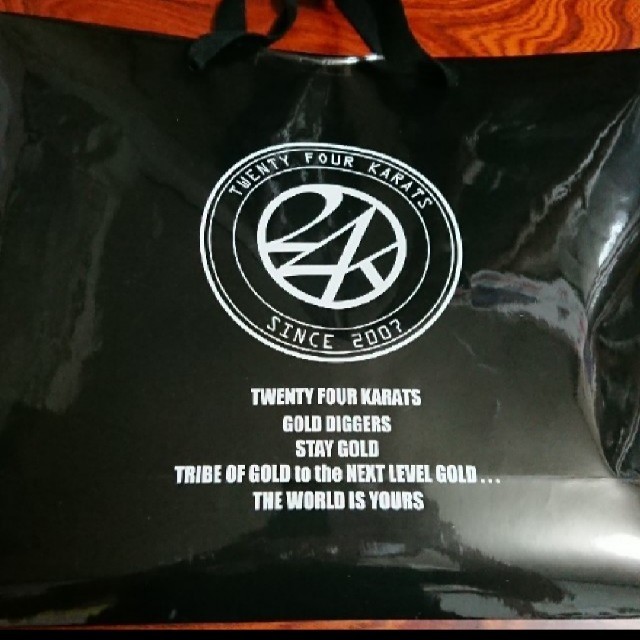 TWENTY FOUR KARATS
24K
SINCE 2007
TWENTY FOUR KARATS
GOLD DIGGERS
STAY GOLD
TRIBE OF GOLD to the NEXT LEVEL GOLD...
THE WORLD IS YOURS